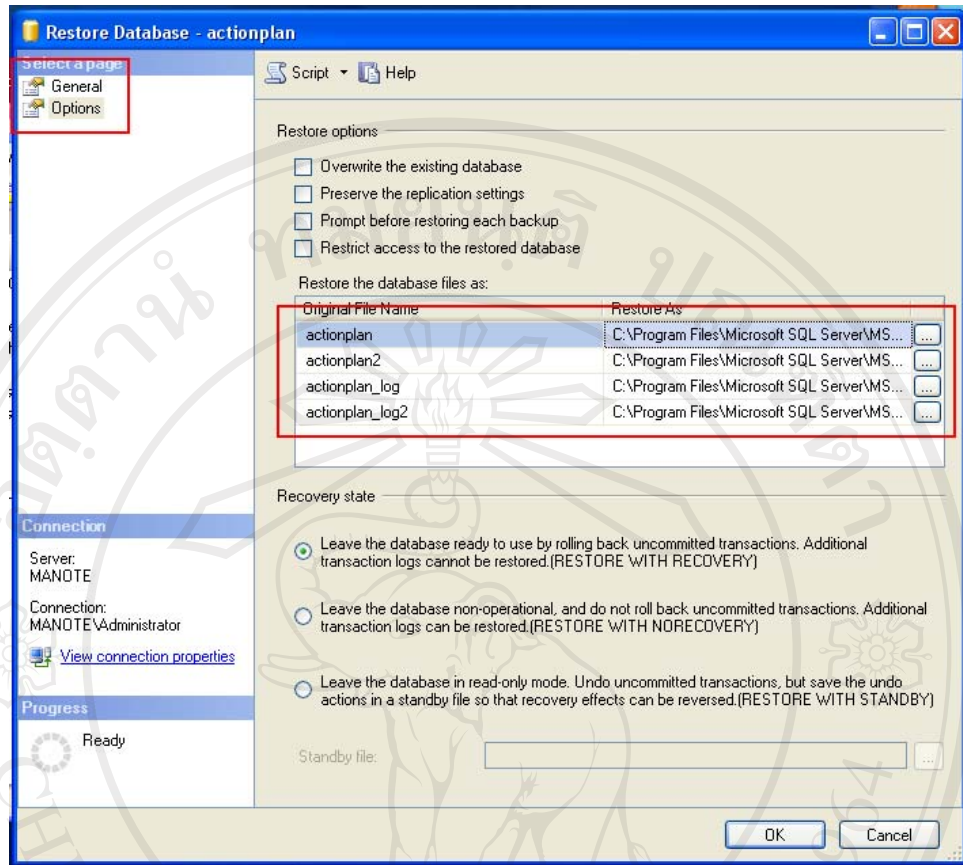 Restore Database - actionplan
Select a page
General
Options
Script
Help
Restore options
Overwrite the existing database
Preserve the replication settings
Prompt before restoring each backup
Restrict access to the restored database
Restore the database files as:
Original File Name Restore As
actionplan C:\Program Files\Microsoft SQL Server\MS... ...
actionplan2 C:\Program Files\Microsoft SQL Server\MS... ...
actionplan_log C:\Program Files\Microsoft SQL Server\MS... ...
actionplan_log2 C:\Program Files\Microsoft SQL Server\MS... ...
Recovery state
Leave the database ready to use by rolling back uncommitted transactions. Additional
transaction logs cannot be restored.(RESTORE WITH RECOVERY)
Leave the database non-operational, and do not roll back uncommitted transactions. Additional
transaction logs can be restored.(RESTORE WITH NORECOVERY)
Leave the database in read-only mode. Undo uncommitted transactions, but save the undo
actions in a standby file so that recovery effects can be reversed.(RESTORE WITH STANDBY)
Standby file: ...
Connection
Server:
MANOTE
Connection:
MANOTE\Administrator
View connection properties
Progress
Ready
OK Cancel